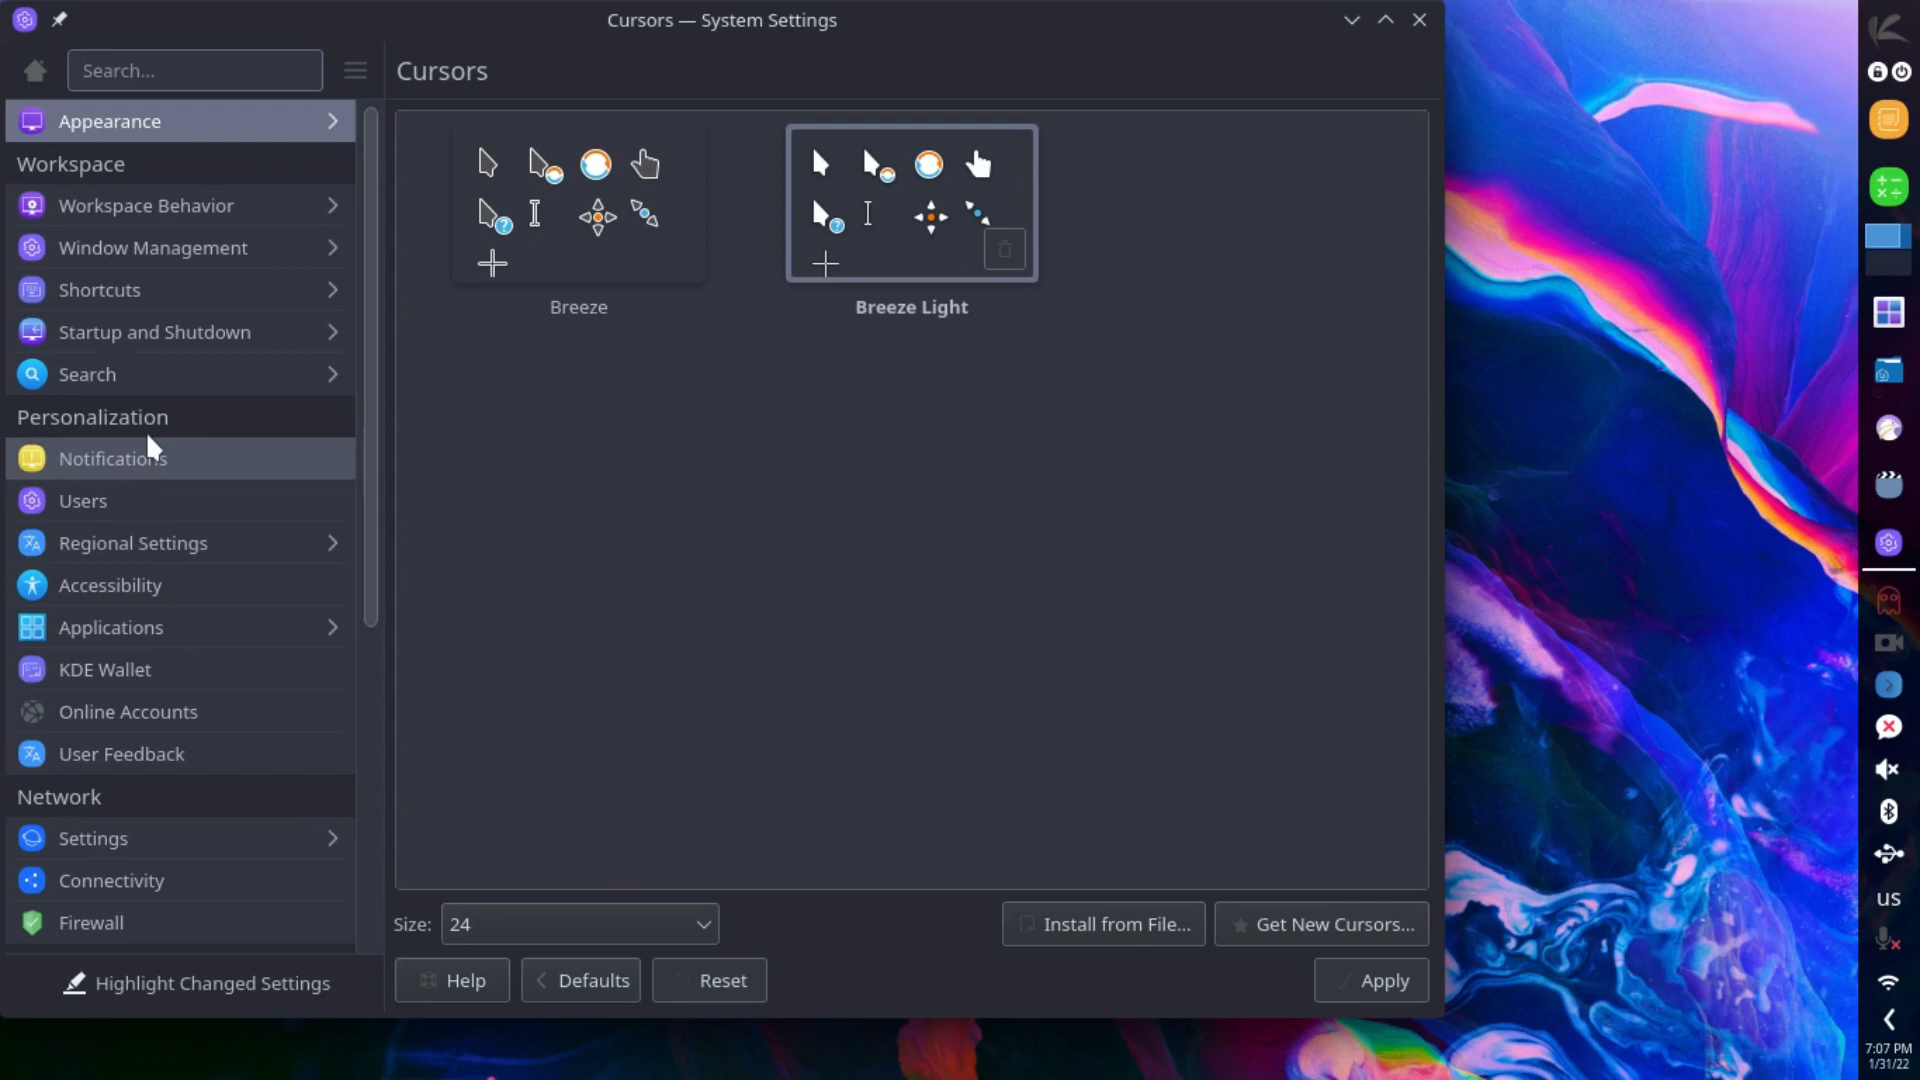 Cursors — System Settings
Search...
Cursors
Appearance
Workspace
Workspace Behavior
Window Management
Shortcuts
Startup and Shutdown
Search
Personalization
Notifications
Users
Regional Settings
Accessibility
Applications
KDE Wallet
Online Accounts
User Feedback
Network
Settings
Connectivity
Firewall
Highlight Changed Settings
Breeze
Breeze Light
Size:
24
Install from File...
Get New Cursors...
Help
Defaults
Reset
Apply
US
7:07 PM
1/31/22